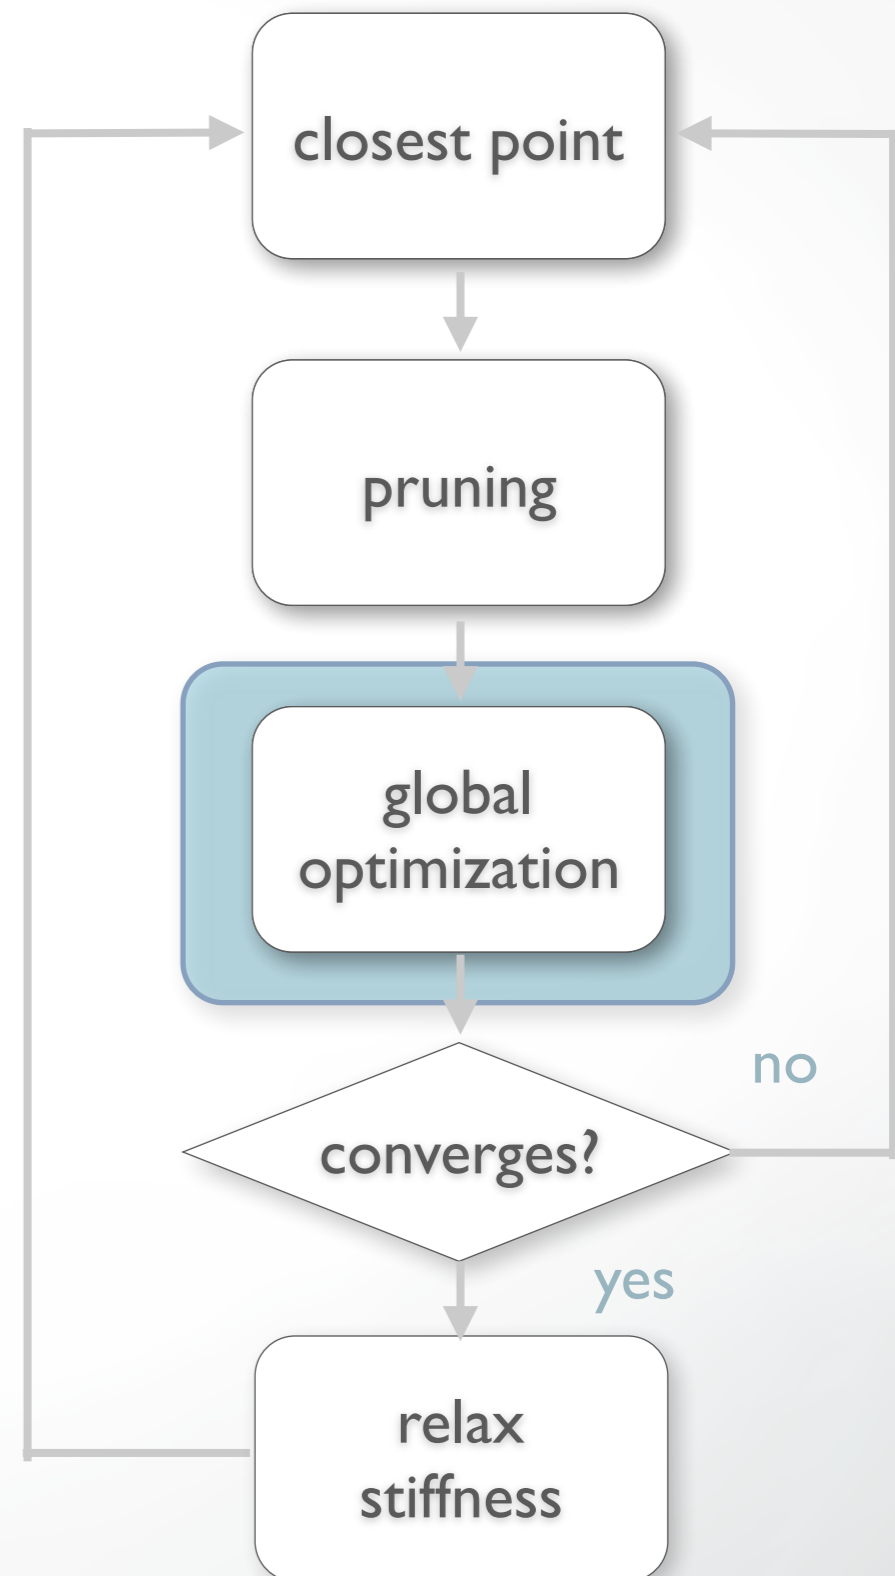 closest point
pruning
global
optimization
no
converges?
yes
relax
stiffness